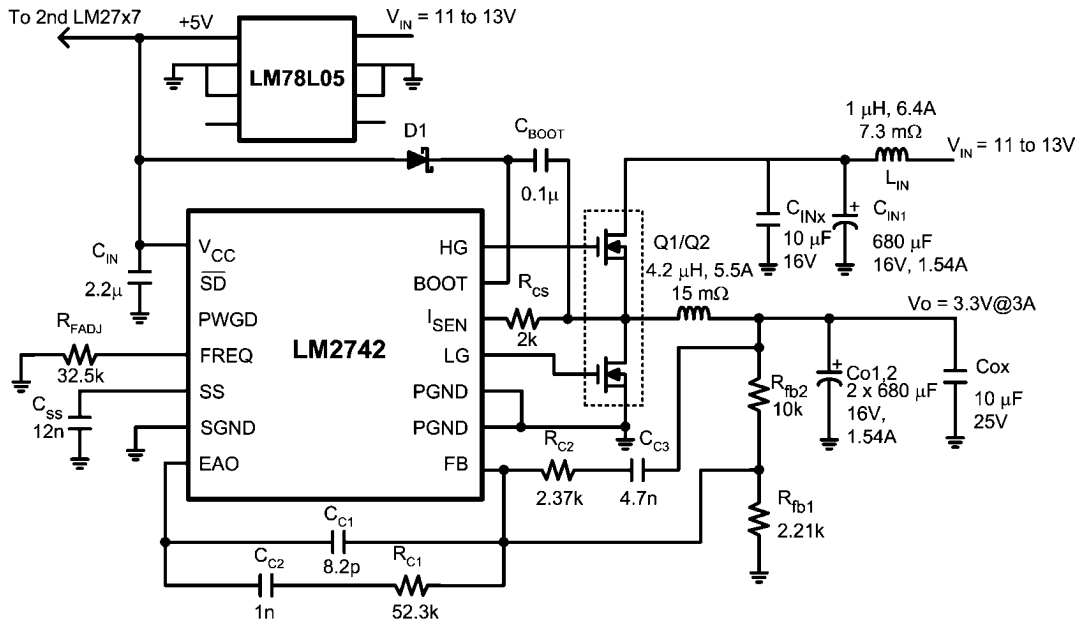 To 2nd LM27x7
+5V
V_IN = 11 to 13V
LM78L05
D1
C_BOOT
0.1μ
1 μH, 6.4A
7.3 mΩ
V_IN = 11 to 13V
L_IN
C_INx
10 μF
16V
+
C_IN1
680 μF
16V, 1.54A
C_IN
2.2μ
V_CC
SD
PWGD
FREQ
SS
SGND
EAO
LM2742
HG
BOOT
I_SEN
LG
PGND
PGND
FB
R_FADJ
32.5k
C_SS
12n
R_CS
2k
Q1/Q2
4.2 μH, 5.5A
15 mΩ
Vo = 3.3V@3A
R_fb2
10k
+
Co1,2
2 x 680 μF
16V,
1.54A
Cox
10 μF
25V
R_C2
2.37k
C_C3
4.7n
R_fb1
2.21k
C_C1
8.2p
C_C2
1n
R_C1
52.3k